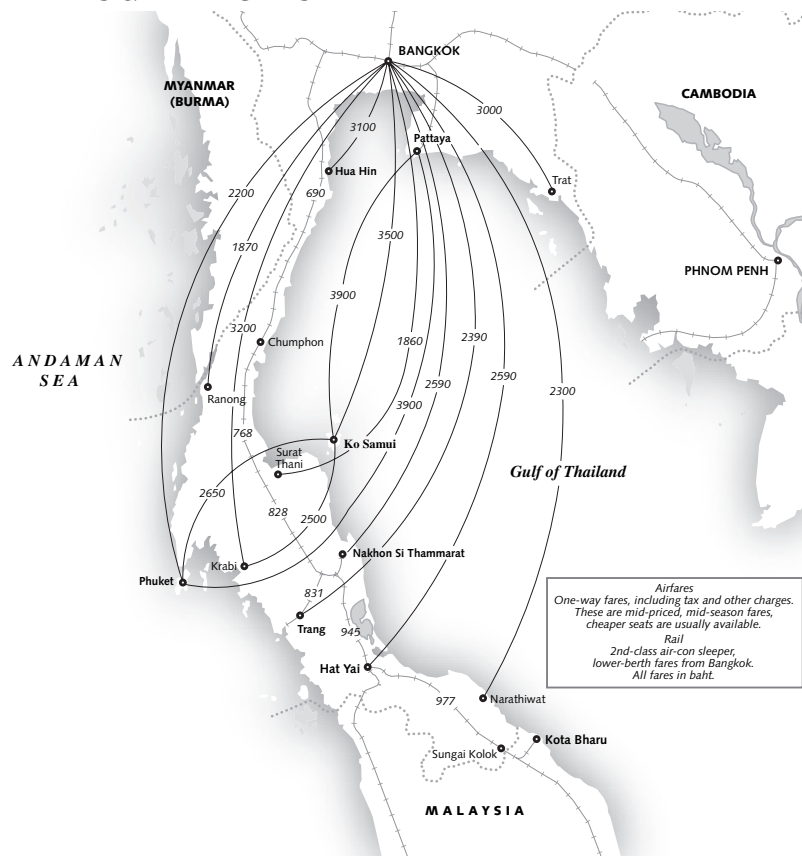 BANGKOK
MYANMAR
(BURMA)
CAMBODIA
3000
3100
Pattaya
Hua Hin
Trat
2200
690
3500
1870
PHNOM PENH
3900
3200
Chumphon
1860
2390
ANDAMAN
SEA
2590
2590
2300
Ranong
3900
768
Ko Samui
Surat
Thani
Gulf of Thailand
2650
828
2500
Nakhon Si Thammarat
Krabi
Phuket
831
Airfares
One-way fares, including tax and other charges.
These are mid-priced, mid-season fares,
cheaper seats are usually available.
Rail
2nd-class air-con sleeper,
lower-berth fares from Bangkok.
All fares in baht.
Trang
945
Hat Yai
977
Narathiwat
Kota Bharu
Sungai Kolok
MALAYSIA